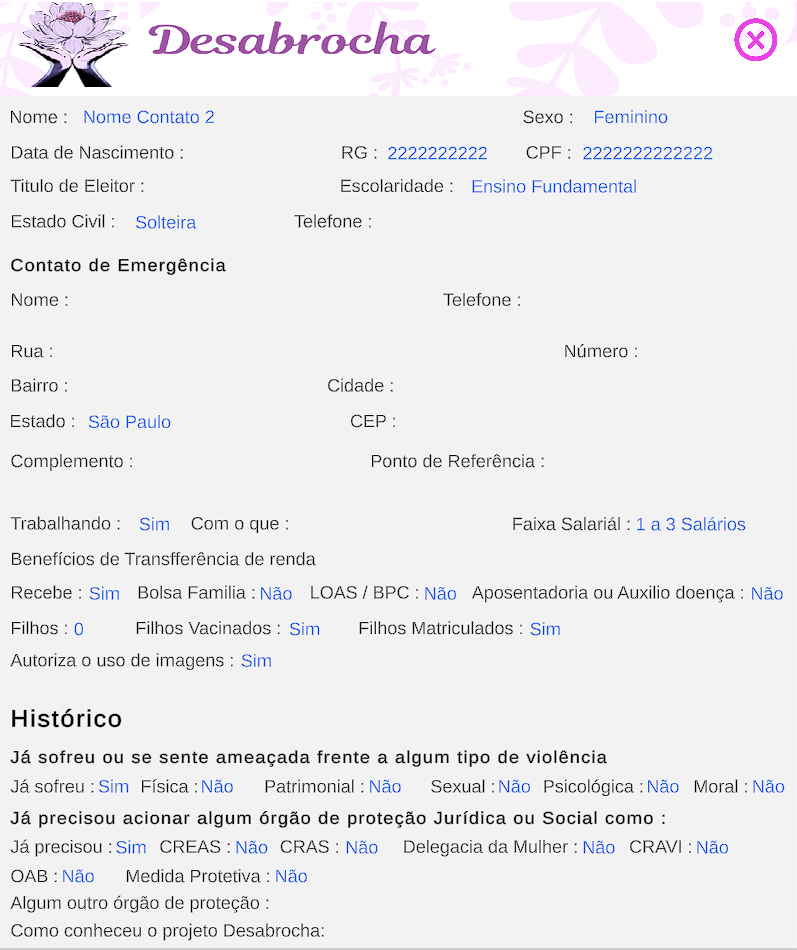 Desabrocha
Nome : Nome Contato 2 Sexo : Feminino
Data de Nascimento : RG : 2222222222 CPF : 2222222222222
Titulo de Eleitor : Escolaridade : Ensino Fundamental
Estado Civil : Solteira Telefone :
Contato de Emergência
Nome : Telefone :
Rua : Número :
Bairro : Cidade :
Estado : São Paulo CEP :
Complemento : Ponto de Referência :
Trabalhando : Sim Com o que : Faixa Salariál : 1 a 3 Salários
Benefícios de Transfferência de renda
Recebe : Sim Bolsa Familia : Não LOAS / BPC : Não Aposentadoria ou Auxilio doença : Não
Filhos : 0 Filhos Vacinados : Sim Filhos Matriculados : Sim
Autoriza o uso de imagens : Sim
Histórico
Já sofreu ou se sente ameaçada frente a algum tipo de violência
Já sofreu : Sim Física : Não Patrimonial : Não Sexual : Não Psicológica : Não Moral : Não
Já precisou acionar algum órgão de proteção Jurídica ou Social como :
Já precisou : Sim CREAS : Não CRAS : Não Delegacia da Mulher : Não CRAVI : Não
OAB : Não Medida Protetiva : Não
Algum outro órgão de proteção :
Como conheceu o projeto Desabrocha: